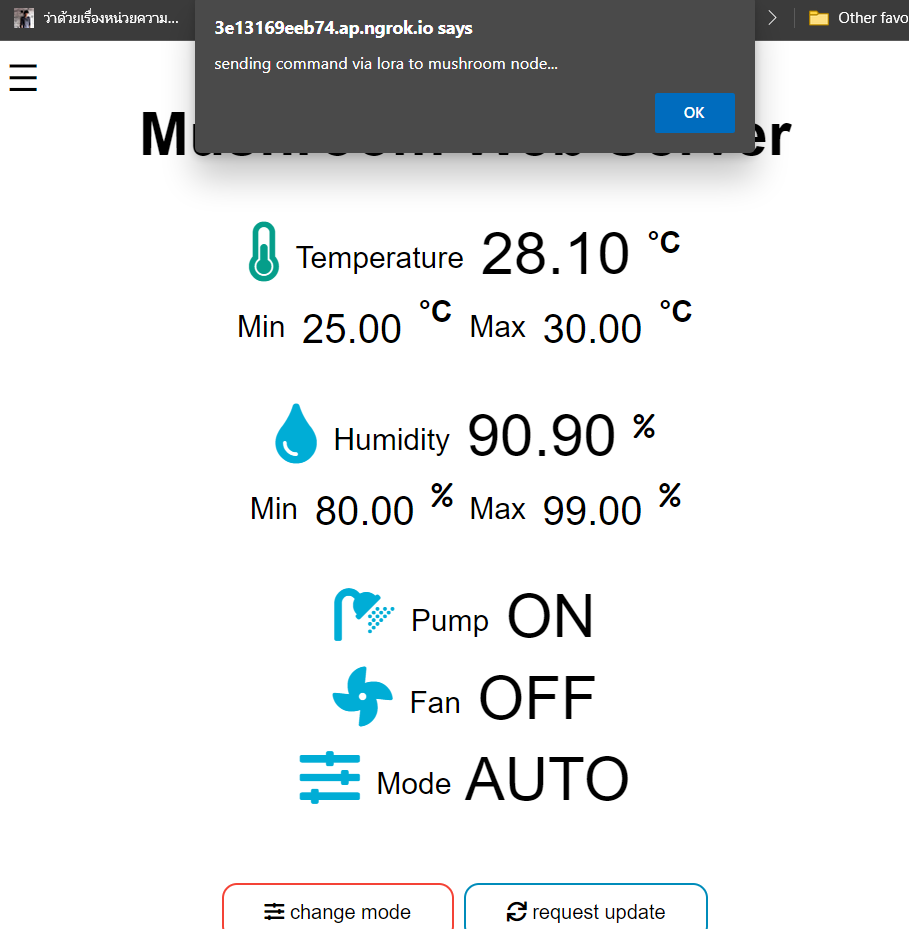 ว่าด้วยเรื่องหน่วยความ...
Other favo
3e13169eeb74.ap.ngrok.io says
sending command via lora to mushroom node...
OK
Mushroom Web Server
Temperature 28.10 °C
Min 25.00 °C Max 30.00 °C
Humidity 90.90 %
Min 80.00 % Max 99.00 %
Pump ON
Fan OFF
Mode AUTO
change mode
request update